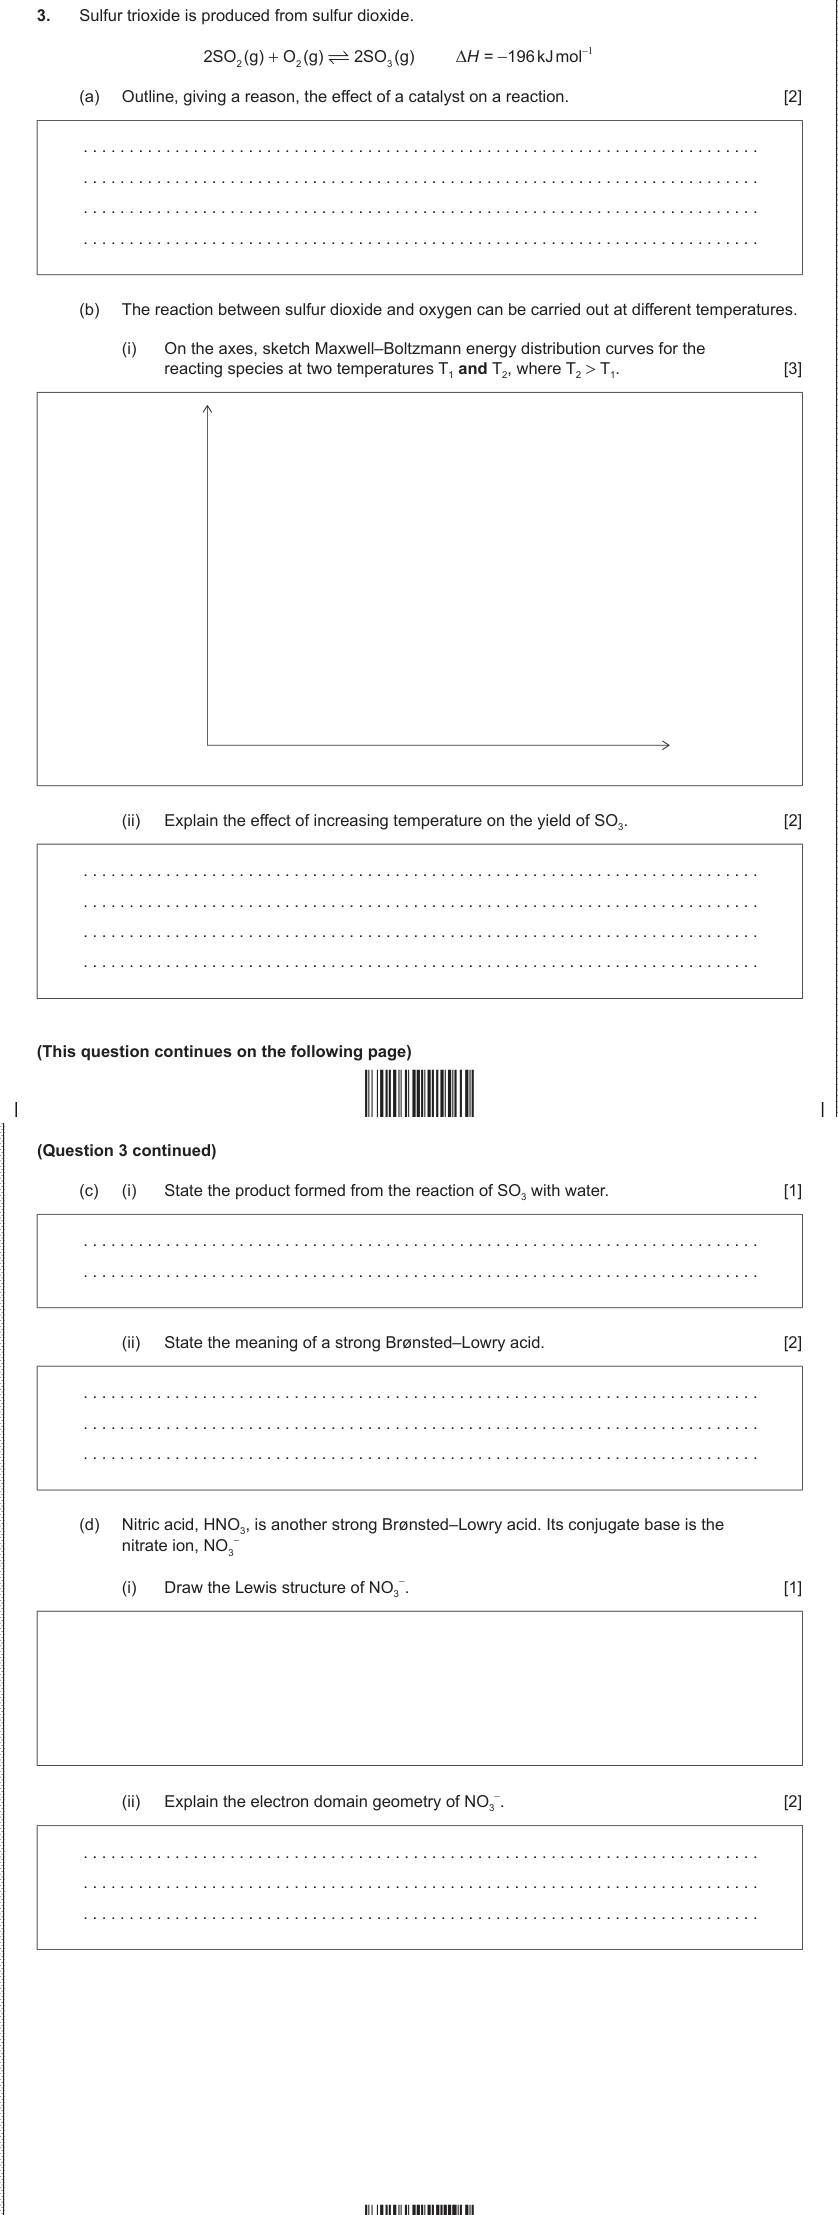 3. Sulfur trioxide is produced from sulfur dioxide.
2SO₂(g) + O₂(g) ⇌ 2SO₃(g) ΔH = −196 kJ mol⁻¹
(a) Outline, giving a reason, the effect of a catalyst on a reaction. [2]
(b) The reaction between sulfur dioxide and oxygen can be carried out at different temperatures.
(i) On the axes, sketch Maxwell–Boltzmann energy distribution curves for the
reacting species at two temperatures T₁ and T₂, where T₂ > T₁. [3]
(ii) Explain the effect of increasing temperature on the yield of SO₃. [2]
(This question continues on the following page)
(Question 3 continued)
(c) (i) State the product formed from the reaction of SO₃ with water. [1]
(ii) State the meaning of a strong Brønsted–Lowry acid. [2]
(d) Nitric acid, HNO₃, is another strong Brønsted–Lowry acid. Its conjugate base is the
nitrate ion, NO₃⁻
(i) Draw the Lewis structure of NO₃⁻. [1]
(ii) Explain the electron domain geometry of NO₃⁻. [2]